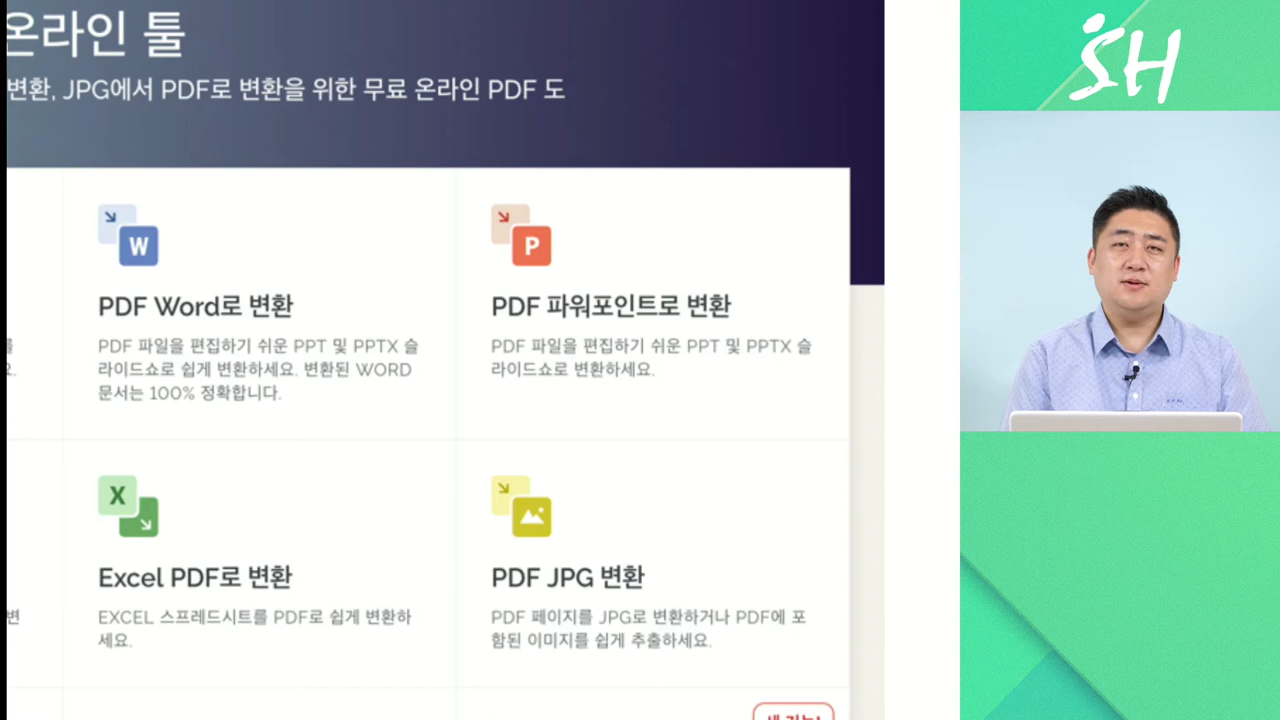 온라인 툴
변환, JPG에서 PDF로 변환을 위한 무료 온라인 PDF 도
SH
W
P
PDF Word로 변환
PDF 파일을 편집하기 쉬운 PPT 및 PPTX 슬
라이드쇼로 쉽게 변환하세요. 변환된 WORD
문서는 100% 정확합니다.
PDF 파워포인트로 변환
PDF 파일을 편집하기 쉬운 PPT 및 PPTX 슬
라이드쇼로 변환하세요.
X
Excel PDF로 변환
EXCEL 스프레드시트를 PDF로 쉽게 변환하
세요.
PDF JPG 변환
PDF 페이지를 JPG로 변환하거나 PDF에 포
함된 이미지를 쉽게 추출하세요.
변